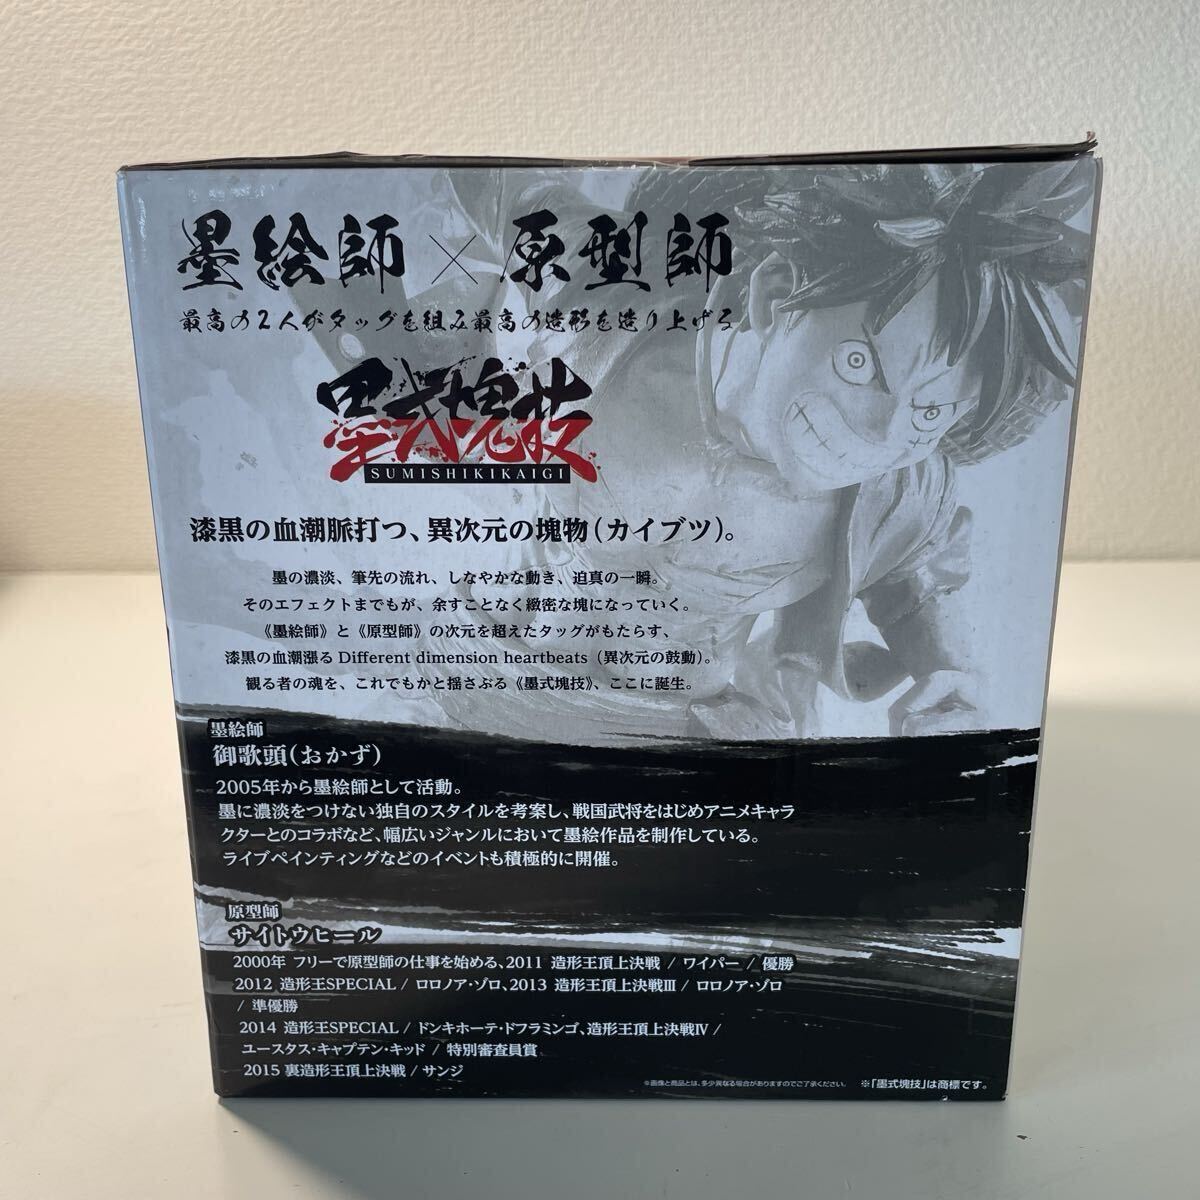 墨絵師×原型師
最高の2人がタッグを組み最高の造形を造り上げる
墨式塊技
SUMISHIKIKAIGI
漆黒の血潮脈打つ、異次元の塊物(カイブツ)。
墨の濃淡、筆先の流れ、しなやかな動き、迫真の一瞬。
そのエフェクトまでもが、余すことなく緻密な塊になっていく。
《墨絵師》と《原型師》の次元を超えたタッグがもたらす、
漆黒の血潮漲る Different dimension heartbeats（異次元の鼓動）。
観る者の魂を、これでもかと揺さぶる《墨式塊技》、ここに誕生。
墨絵師
御歌頭(おかず)
2005年から墨絵師として活動。
墨に濃淡をつけない独自のスタイルを考案し、戦国武将をはじめアニメキャラ
クターとのコラボなど、幅広いジャンルにおいて墨絵作品を制作している。
ライブペインティングなどのイベントも積極的に開催。
原型師
サイトウヒール
2000年 フリーで原型師の仕事を始める、2011 造形王頂上決戦 / ワイパー / 優勝
2012 造形王SPECIAL / ロロノア・ゾロ、2013 造形王頂上決戦Ⅲ / ロロノア・ゾロ
/ 準優勝
2014 造形王SPECIAL / ドンキホーテ・ドフラミンゴ、造形王頂上決戦Ⅳ /
ユースタス・キャプテン・キッド / 特別審査員賞
2015 裏造形王頂上決戦 / サンジ
※画像と商品とは、多少異なる場合がありますのでご了承ください。 ※「墨式塊技」は商標です。